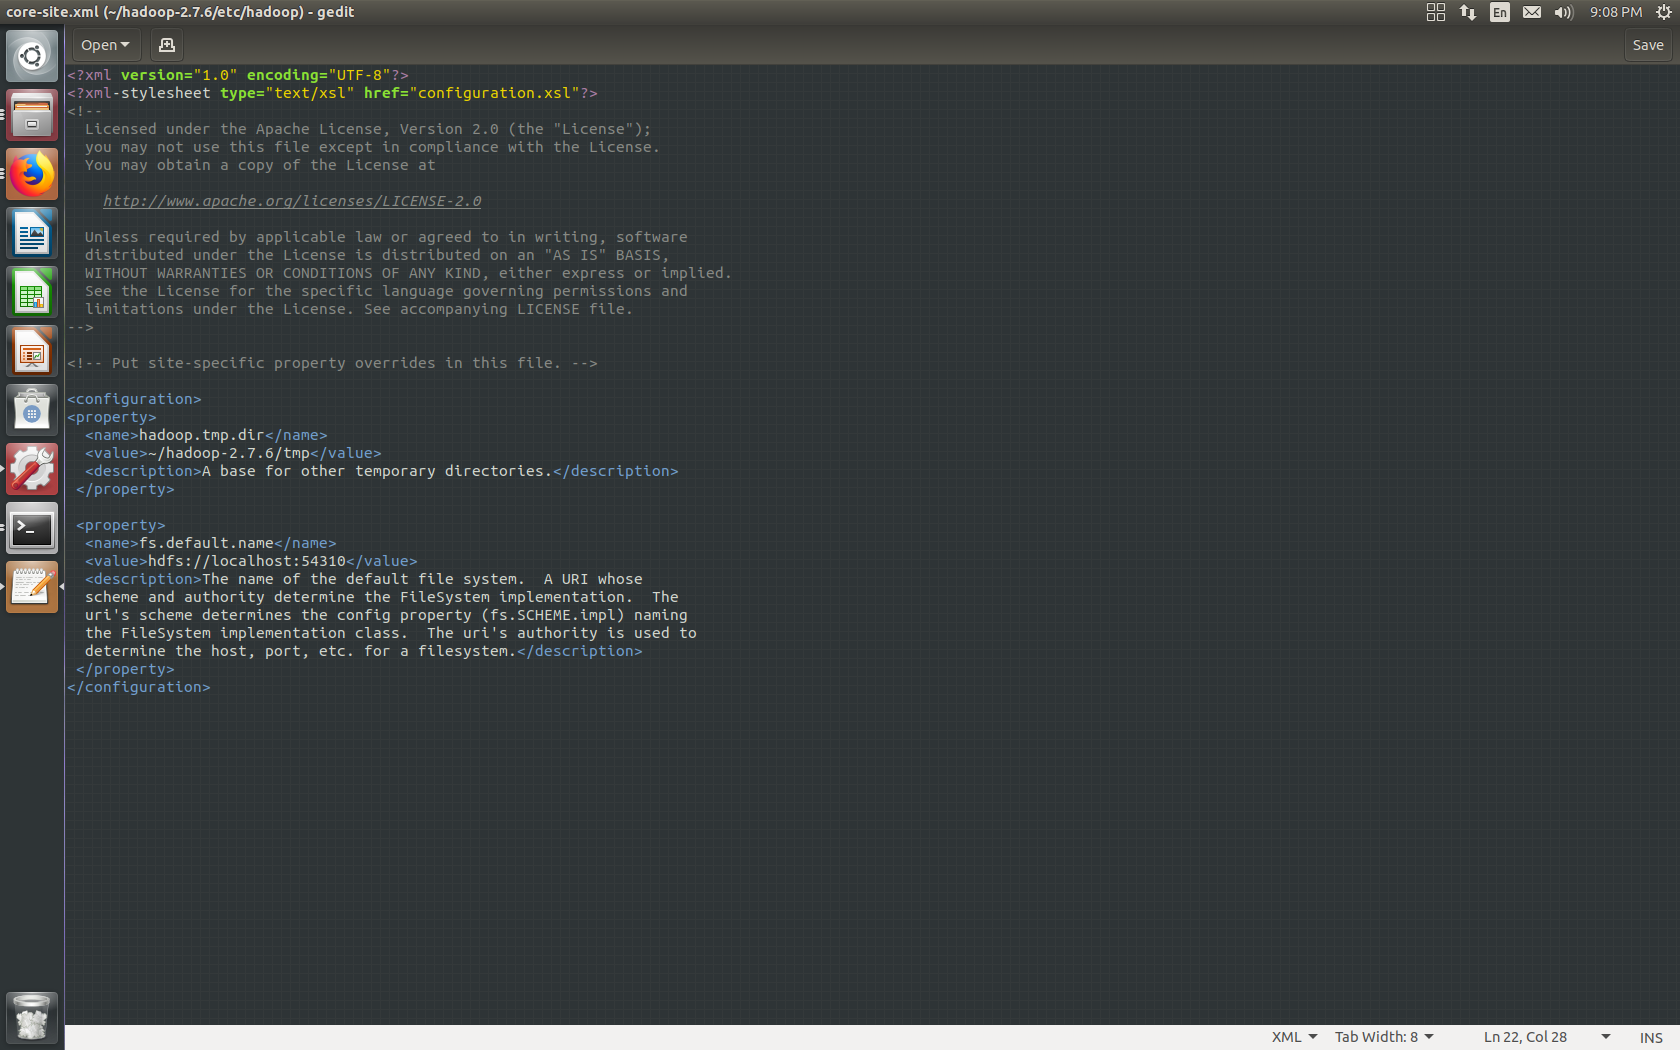 core-site.xml (~/hadoop-2.7.6/etc/hadoop) - gedit
En
9:08 PM
Open
Save
<?xml version="1.0" encoding="UTF-8"?>
<?xml-stylesheet type="text/xsl" href="configuration.xsl"?>
<!--
  Licensed under the Apache License, Version 2.0 (the "License");
  you may not use this file except in compliance with the License.
  You may obtain a copy of the License at
    http://www.apache.org/licenses/LICENSE-2.0
  Unless required by applicable law or agreed to in writing, software
  distributed under the License is distributed on an "AS IS" BASIS,
  WITHOUT WARRANTIES OR CONDITIONS OF ANY KIND, either express or implied.
  See the License for the specific language governing permissions and
  limitations under the License. See accompanying LICENSE file.
-->
<!-- Put site-specific property overrides in this file. -->
<configuration>
<property>
  <name>hadoop.tmp.dir</name>
  <value>~/hadoop-2.7.6/tmp</value>
  <description>A base for other temporary directories.</description>
 </property>
 <property>
  <name>fs.default.name</name>
  <value>hdfs://localhost:54310</value>
  <description>The name of the default file system.  A URI whose
  scheme and authority determine the FileSystem implementation.  The
  uri's scheme determines the config property (fs.SCHEME.impl) naming
  the FileSystem implementation class.  The uri's authority is used to
  determine the host, port, etc. for a filesystem.</description>
 </property>
</configuration>
XML
Tab Width: 8
Ln 22, Col 28
INS